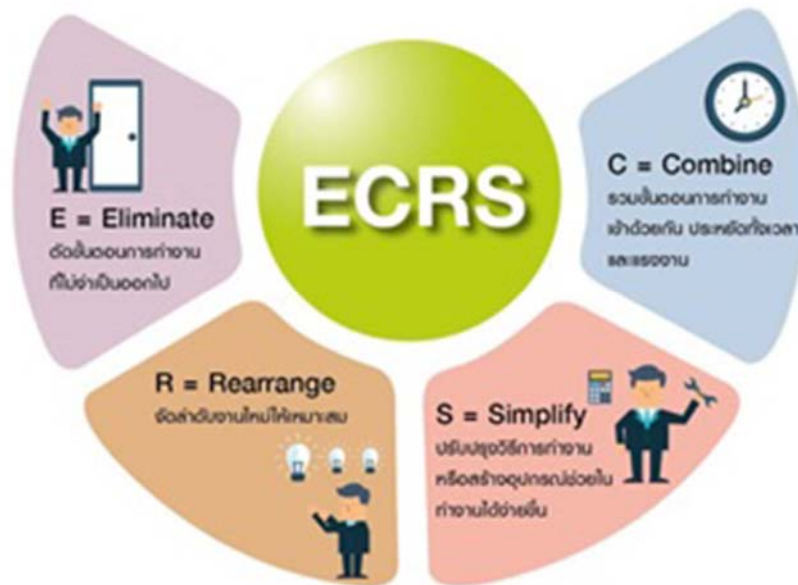 ECRS
E = Eliminate
ตัดขั้นตอนการทำงาน
ที่ไม่จำเป็นออกไป
C = Combine
รวมขั้นตอนการทำงาน
เข้าด้วยกัน ประหยัดทั้งเวลา
และแรงงาน
R = Rearrange
จัดลำดับงานใหม่ให้เหมาะสม
S = Simplify
ปรับปรุงวิธีการทำงาน
หรือสร้างอุปกรณ์ช่วยใน
ทำงานได้ง่ายขึ้น